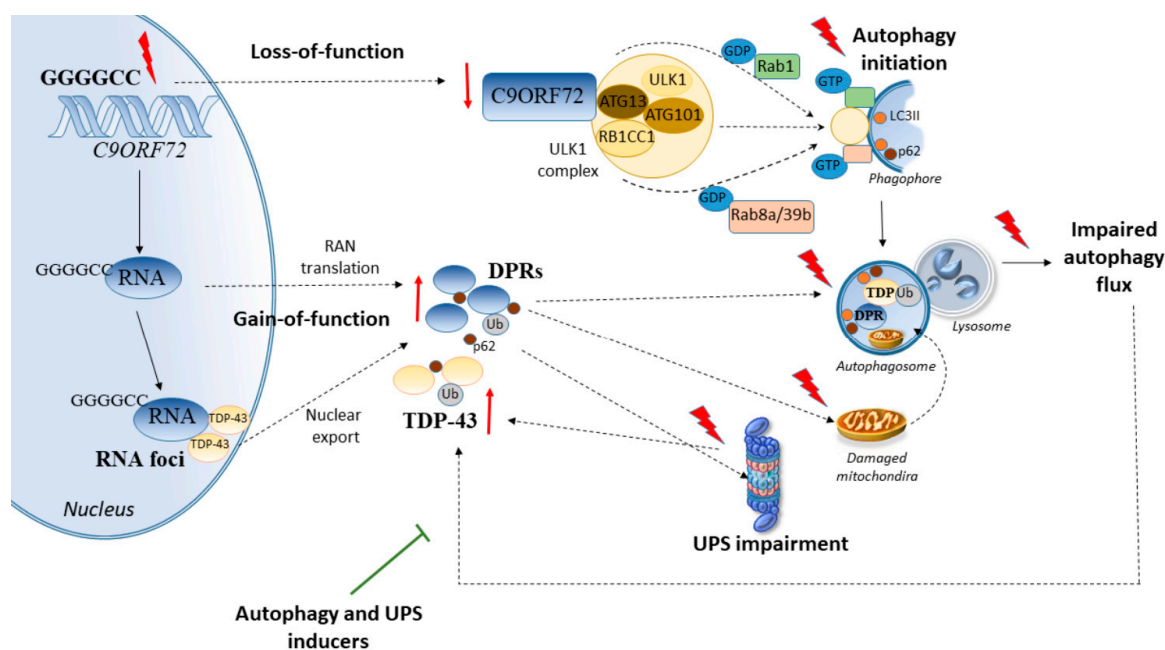 Loss-of-function
GGGGCC
C9ORF72
GGGGCC
RNA
GGGGCC
RNA
TDP-43
TDP-43
RNA foci
Nucleus
RAN
translation
Gain-of-function
Nuclear
export
C9ORF72
ULK1
ATG13
ATG101
RB1CC1
ULK1
complex
GDP
Rab1
GDP
Rab8a/39b
Autophagy
initiation
GTP
GTP
LC3II
p62
Phagophore
DPRs
Ub
p62
Ub
TDP-43
TDP
Ub
DPR
Autophagosome
Lysosome
Impaired
autophagy
flux
Damaged
mitochondira
UPS impairment
Autophagy and UPS
inducers